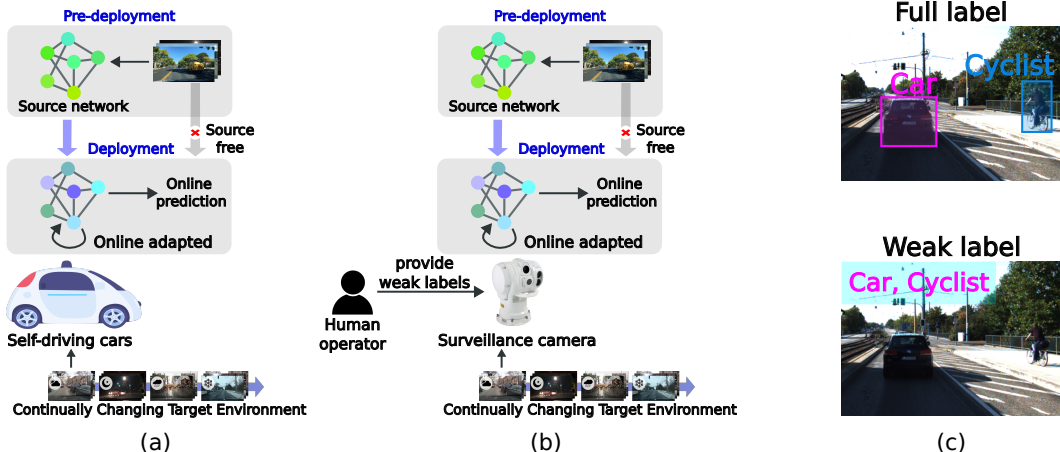 Pre-deployment
Source network
Source
free
Deployment
Online
prediction
Online adapted
Self-driving cars
Continually Changing Target Environment
(a)
Pre-deployment
Source network
Source
free
Deployment
Online
prediction
Online adapted
provide
weak labels
Human
operator
Surveillance camera
Continually Changing Target Environment
(b)
Full label
Cyclist
Car
Weak label
Car, Cyclist
(c)